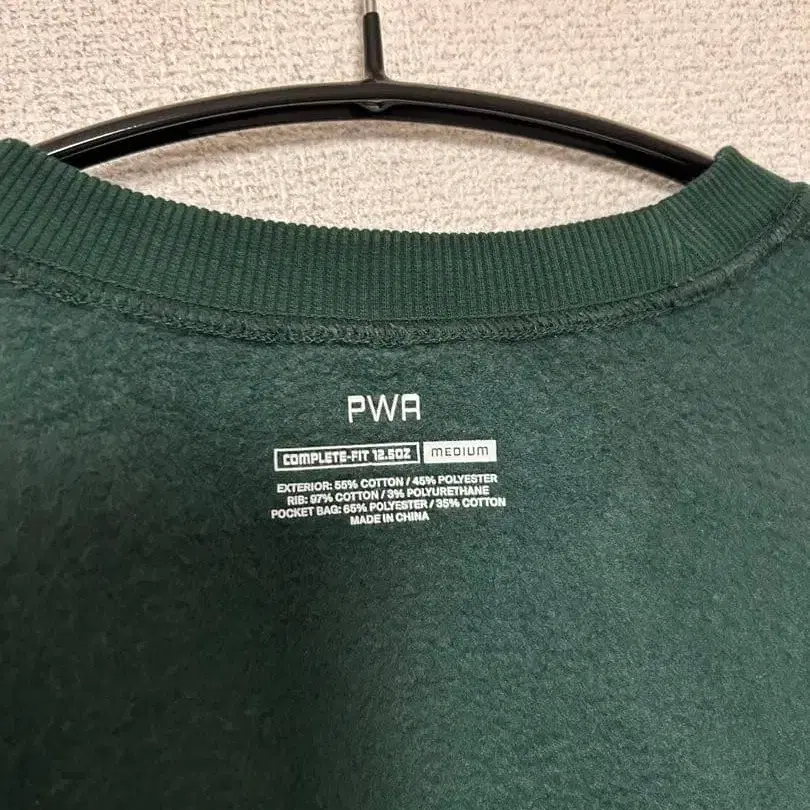 PWA
COMPLETE-FIT 12.5OZ MEDIUM
EXTERIOR: 55% COTTON / 45% POLYESTER
RIB: 97% COTTON / 3% POLYURETHANE
POCKET BAG: 65% POLYESTER / 35% COTTON
MADE IN CHINA